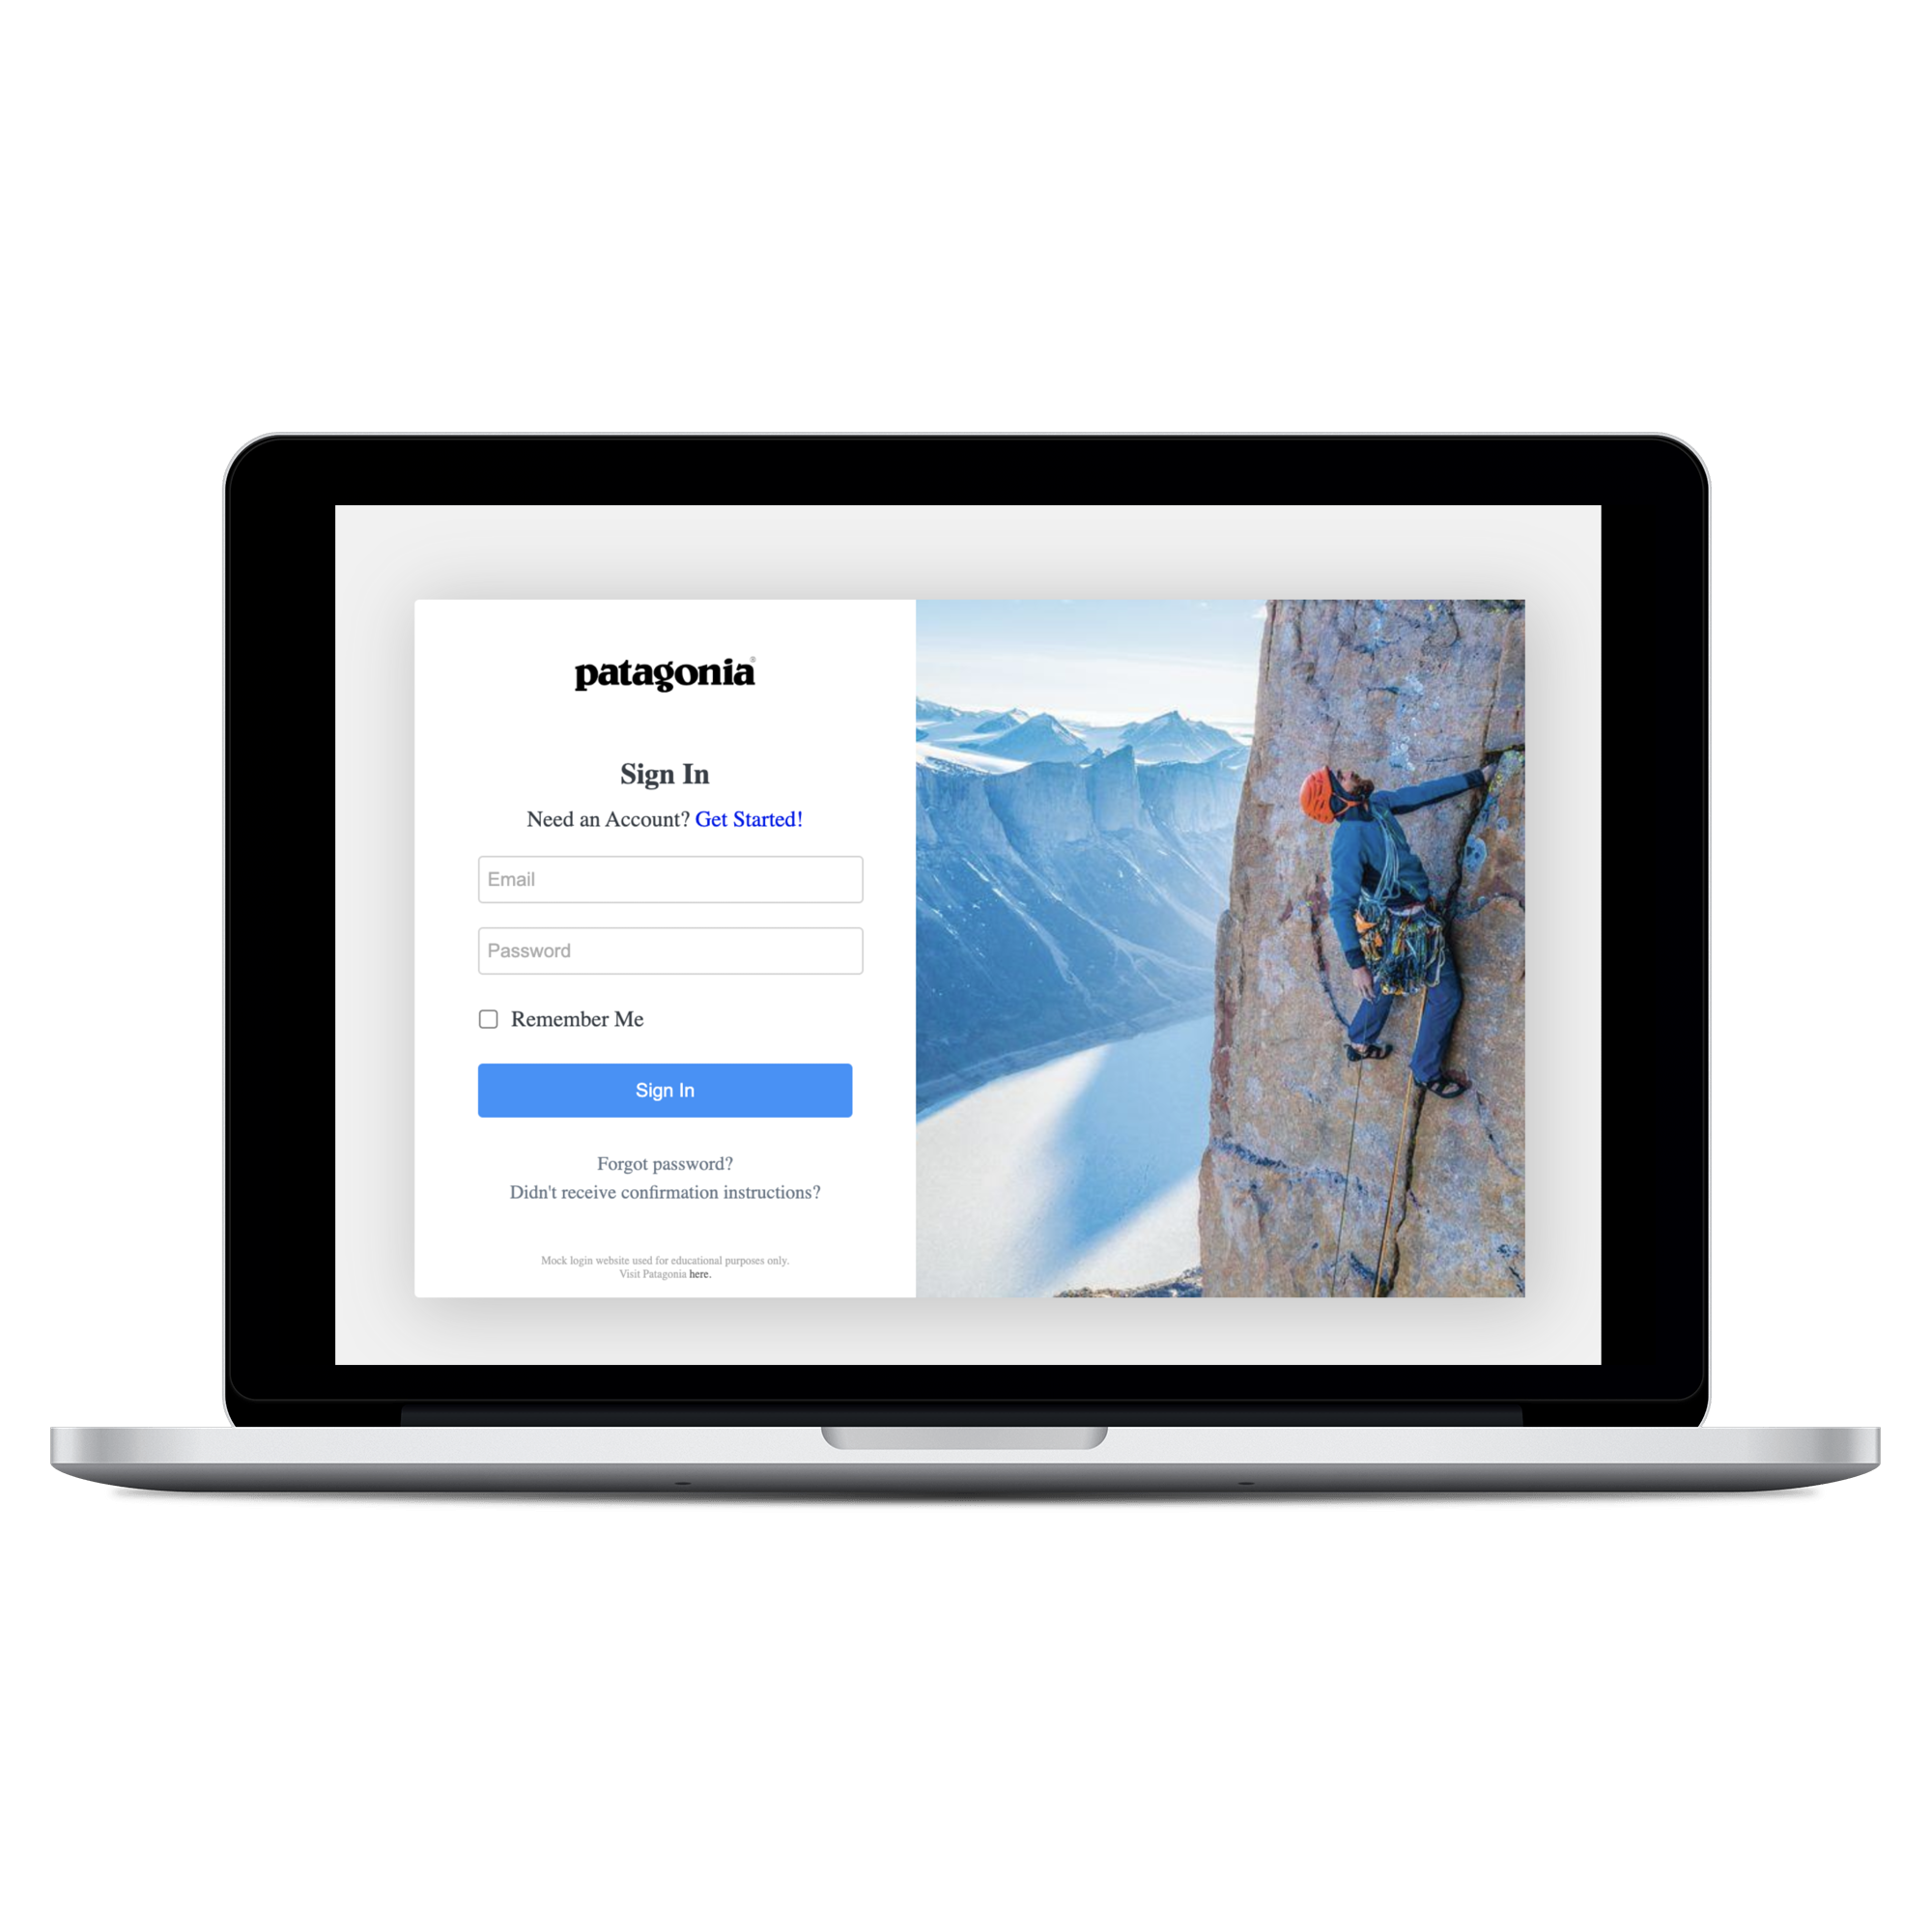 patagonia®
Sign In
Need an Account? Get Started!
Email
Password
Remember Me
Sign In
Forgot password?
Didn't receive confirmation instructions?
Mock login website used for educational purposes only.
Visit Patagonia here.